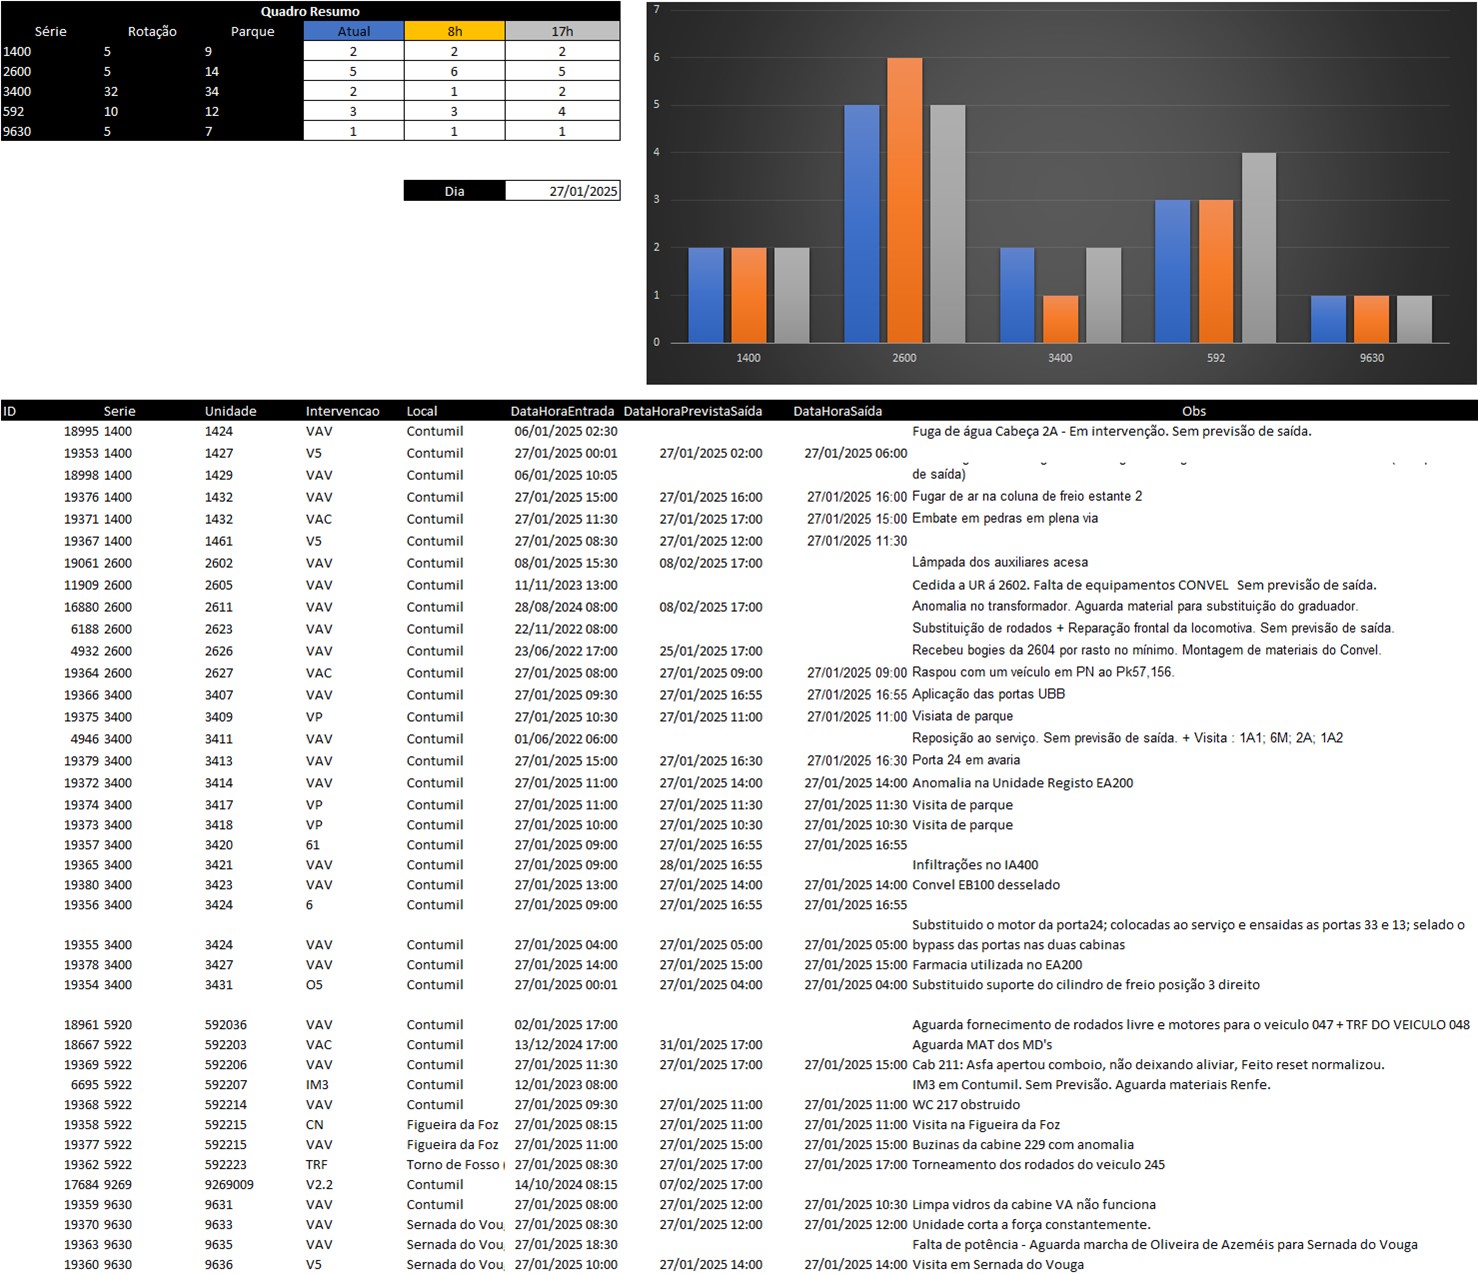 Quadro Resumo
Série Rotação Parque Atual 8h 17h
1400 5 9 2 2 2
2600 5 14 5 6 5
3400 32 34 2 1 2
592 10 12 3 3 4
9630 5 7 1 1 1
Dia 27/01/2025
7
6
5
4
3
2
1
0
1400 2600 3400 592 9630
ID Serie Unidade Intervencao Local DataHoraEntrada DataHoraPrevistaSaída DataHoraSaída Obs
18995 1400 1424 VAV Contumil 06/01/2025 02:30 Fuga de água Cabeça 2A - Em intervenção. Sem previsão de saída.
19353 1400 1427 V5 Contumil 27/01/2025 00:01 27/01/2025 02:00 27/01/2025 06:00
18998 1400 1429 VAV Contumil 06/01/2025 10:05 de saída)
19376 1400 1432 VAV Contumil 27/01/2025 15:00 27/01/2025 16:00 27/01/2025 16:00 Fugar de ar na coluna de freio estante 2
19371 1400 1432 VAC Contumil 27/01/2025 11:30 27/01/2025 17:00 27/01/2025 15:00 Embate em pedras em plena via
19367 1400 1461 V5 Contumil 27/01/2025 08:30 27/01/2025 12:00 27/01/2025 11:30
19061 2600 2602 VAV Contumil 08/01/2025 15:30 08/02/2025 17:00 Lâmpada dos auxiliares acesa
11909 2600 2605 VAV Contumil 11/11/2023 13:00 Cedida a UR á 2602. Falta de equipamentos CONVEL Sem previsão de saída.
16880 2600 2611 VAV Contumil 28/08/2024 08:00 08/02/2025 17:00 Anomalia no transformador. Aguarda material para substituição do graduador.
6188 2600 2623 VAV Contumil 22/11/2022 08:00 Substituição de rodados + Reparação frontal da locomotiva. Sem previsão de saída.
4932 2600 2626 VAV Contumil 23/06/2022 17:00 25/01/2025 17:00 Recebeu bogies da 2604 por rasto no mínimo. Montagem de materiais do Convel.
19364 2600 2627 VAC Contumil 27/01/2025 08:00 27/01/2025 09:00 27/01/2025 09:00 Raspou com um veículo em PN ao Pk57,156.
19366 3400 3407 VAV Contumil 27/01/2025 09:30 27/01/2025 16:55 27/01/2025 16:55 Aplicação das portas UBB
19375 3400 3409 VP Contumil 27/01/2025 10:30 27/01/2025 11:00 27/01/2025 11:00 Visiata de parque
4946 3400 3411 VAV Contumil 01/06/2022 06:00 Reposição ao serviço. Sem previsão de saída. + Visita : 1A1; 6M; 2A; 1A2
19379 3400 3413 VAV Contumil 27/01/2025 15:00 27/01/2025 16:30 27/01/2025 16:30 Porta 24 em avaria
19372 3400 3414 VAV Contumil 27/01/2025 11:00 27/01/2025 14:00 27/01/2025 14:00 Anomalia na Unidade Registo EA200
19374 3400 3417 VP Contumil 27/01/2025 11:00 27/01/2025 11:30 27/01/2025 11:30 Visita de parque
19373 3400 3418 VP Contumil 27/01/2025 10:00 27/01/2025 10:30 27/01/2025 10:30 Visita de parque
19357 3400 3420 61 Contumil 27/01/2025 09:00 27/01/2025 16:55 27/01/2025 16:55
19365 3400 3421 VAV Contumil 27/01/2025 09:00 28/01/2025 16:55 Infiltrações no IA400
19380 3400 3423 VAV Contumil 27/01/2025 13:00 27/01/2025 14:00 27/01/2025 14:00 Convel EB100 desselado
19356 3400 3424 6 Contumil 27/01/2025 09:00 27/01/2025 16:55 27/01/2025 16:55
Substituido o motor da porta24; colocadas ao serviço e ensaidas as portas 33 e 13; selado o
19355 3400 3424 VAV Contumil 27/01/2025 04:00 27/01/2025 05:00 27/01/2025 05:00 bypass das portas nas duas cabinas
19378 3400 3427 VAV Contumil 27/01/2025 14:00 27/01/2025 15:00 27/01/2025 15:00 Farmacia utilizada no EA200
19354 3400 3431 O5 Contumil 27/01/2025 00:01 27/01/2025 04:00 27/01/2025 04:00 Substituido suporte do cilindro de freio posição 3 direito
18961 5920 592036 VAV Contumil 02/01/2025 17:00 Aguarda fornecimento de rodados livre e motores para o veiculo 047 + TRF DO VEICULO 048
18667 5922 592203 VAC Contumil 13/12/2024 17:00 31/01/2025 17:00 Aguarda MAT dos MD's
19369 5922 592206 VAV Contumil 27/01/2025 11:30 27/01/2025 17:00 27/01/2025 15:00 Cab 211: Asfa apertou comboio, não deixando aliviar, Feito reset normalizou.
6695 5922 592207 IM3 Contumil 12/01/2023 08:00 IM3 em Contumil. Sem Previsão. Aguarda materiais Renfe.
19368 5922 592214 VAV Contumil 27/01/2025 09:30 27/01/2025 11:00 27/01/2025 11:00 WC 217 obstruido
19358 5922 592215 CN Figueira da Foz 27/01/2025 08:15 27/01/2025 11:00 27/01/2025 11:00 Visita na Figueira da Foz
19377 5922 592215 VAV Figueira da Foz 27/01/2025 11:00 27/01/2025 15:00 27/01/2025 15:00 Buzinas da cabine 229 com anomalia
19362 5922 592223 TRF Torno de Fosso ( 27/01/2025 08:30 27/01/2025 17:00 27/01/2025 17:00 Torneamento dos rodados do veiculo 245
17684 9269 9269009 V2.2 Contumil 14/10/2024 08:15 07/02/2025 17:00
19359 9630 9631 VAV Contumil 27/01/2025 08:00 27/01/2025 12:00 27/01/2025 10:30 Limpa vidros da cabine VA não funciona
19370 9630 9633 VAV Sernada do Vou 27/01/2025 08:30 27/01/2025 12:00 27/01/2025 12:00 Unidade corta a força constantemente.
19363 9630 9635 VAV Sernada do Vou 27/01/2025 18:30 Falta de potência - Aguarda marcha de Oliveira de Azeméis para Sernada do Vouga
19360 9630 9636 V5 Sernada do Vou 27/01/2025 10:00 27/01/2025 14:00 27/01/2025 14:00 Visita em Sernada do Vouga